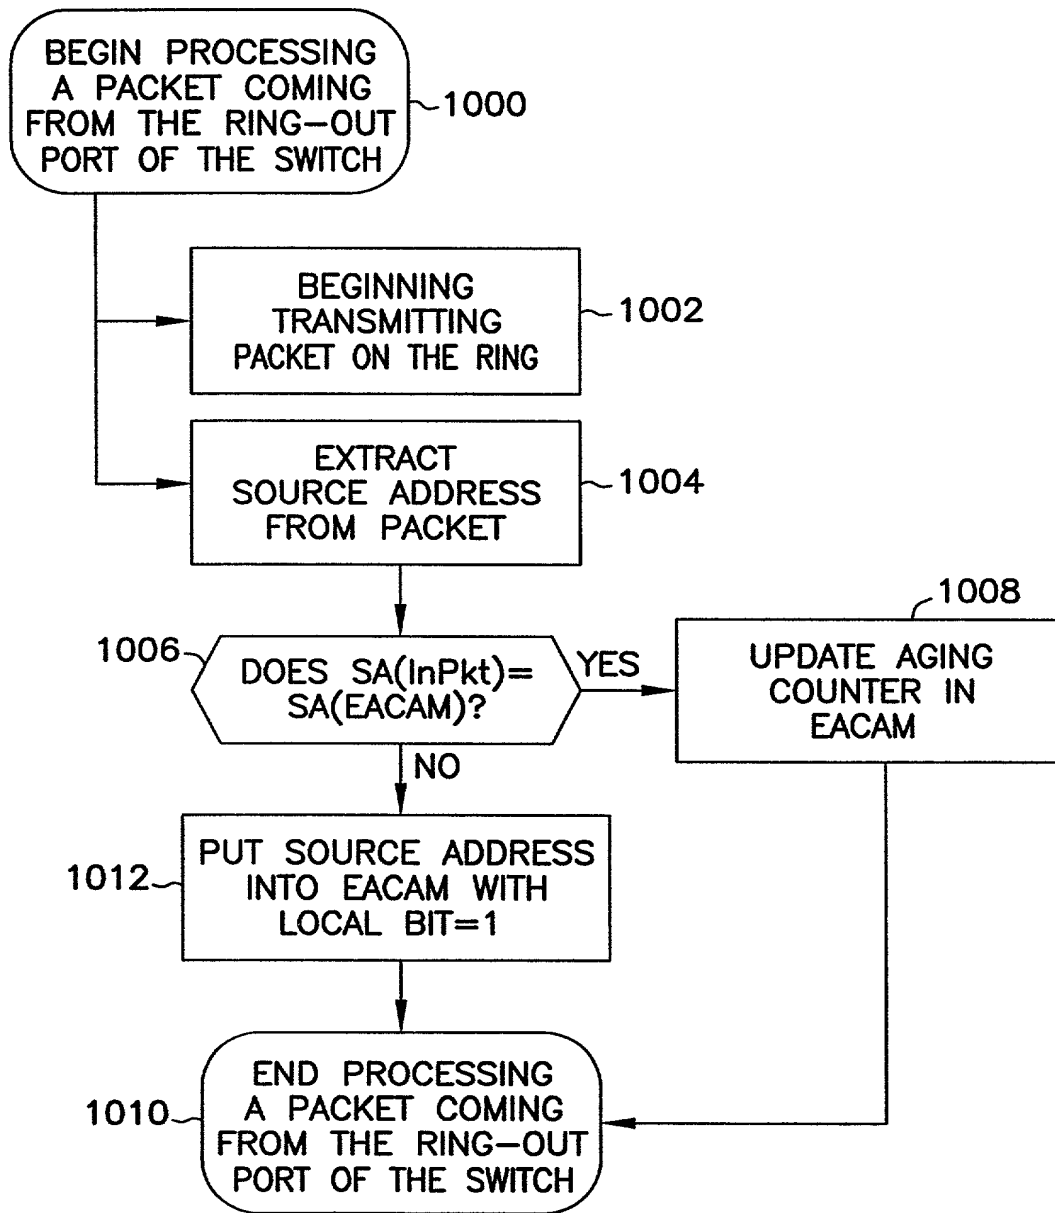 BEGIN PROCESSING
A PACKET COMING
FROM THE RING-OUT
PORT OF THE SWITCH
1000
BEGINNING
TRANSMITTING
PACKET ON THE RING
1002
EXTRACT
SOURCE ADDRESS
FROM PACKET
1004
1006
DOES SA(InPkt)=
SA(EACAM)?
YES
NO
1008
UPDATE AGING
COUNTER IN
EACAM
1012
PUT SOURCE ADDRESS
INTO EACAM WITH
LOCAL BIT=1
1010
END PROCESSING
A PACKET COMING
FROM THE RING-OUT
PORT OF THE SWITCH